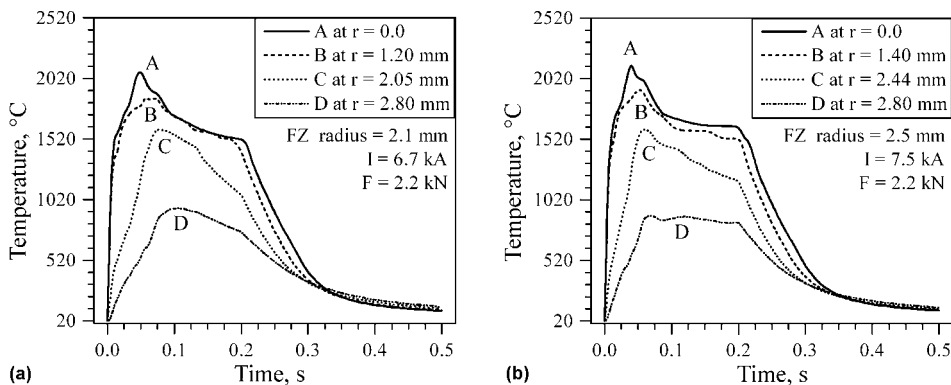 2520
2020
1520
1020
520
20
Temperature, °C
A at r = 0.0
B at r = 1.20 mm
C at r = 2.05 mm
D at r = 2.80 mm
FZ radius = 2.1 mm
I = 6.7 kA
F = 2.2 kN
A
B
C
D
0.0 0.1 0.2 0.3 0.4 0.5
Time, s
(a)
2520
2020
1520
1020
520
20
Temperature, °C
A at r = 0.0
B at r = 1.40 mm
C at r = 2.44 mm
D at r = 2.80 mm
FZ radius = 2.5 mm
I = 7.5 kA
F = 2.2 kN
A
B
C
D
0.0 0.1 0.2 0.3 0.4 0.5
Time, s
(b)